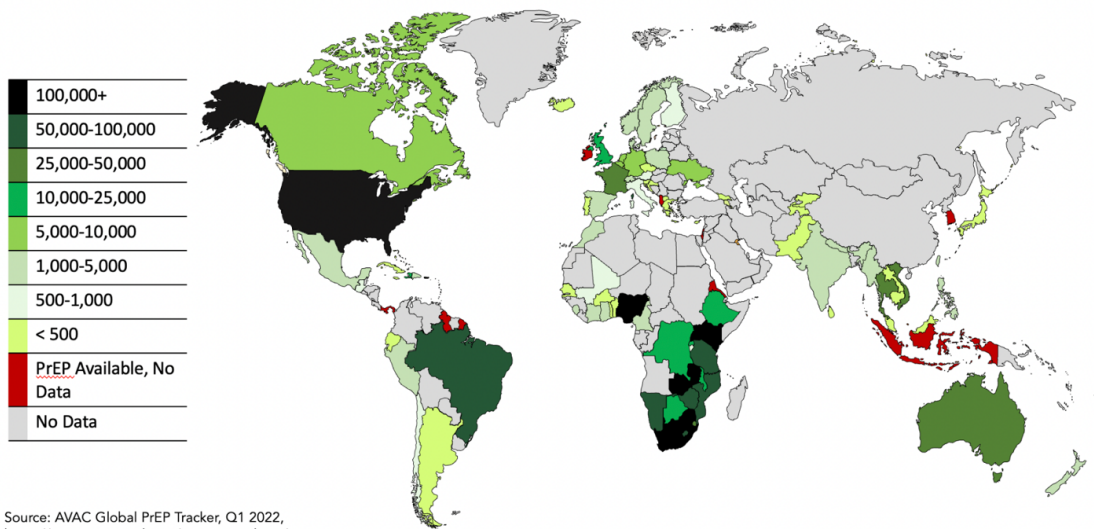 100,000+
50,000-100,000
25,000-50,000
10,000-25,000
5,000-10,000
1,000-5,000
500-1,000
< 500
PrEP Available, No
Data
No Data
Source: AVAC Global PrEP Tracker, Q1 2022,